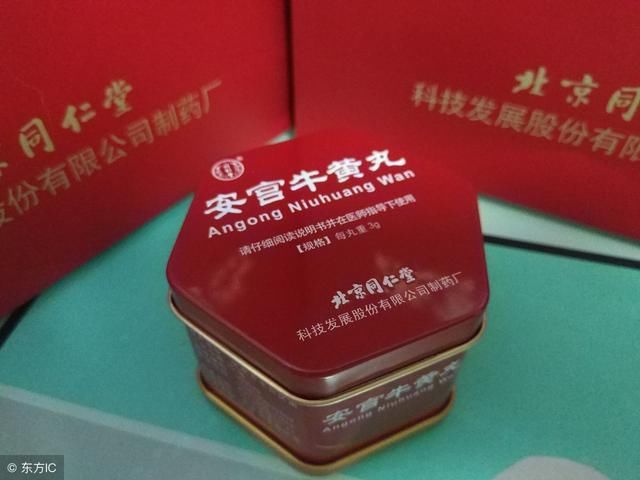 北京同
科技发展股份有
同仁堂
份有限公司制药厂
安宫牛黄丸
Angong Niuhuang Wan
请仔细阅读说明书并在医师指导下使用
【规格】每丸重3g
北京同仁堂
科技发展股份有限公司制药厂
安宫牛黄丸
Angong Niuhuang Wan
© 东方IC